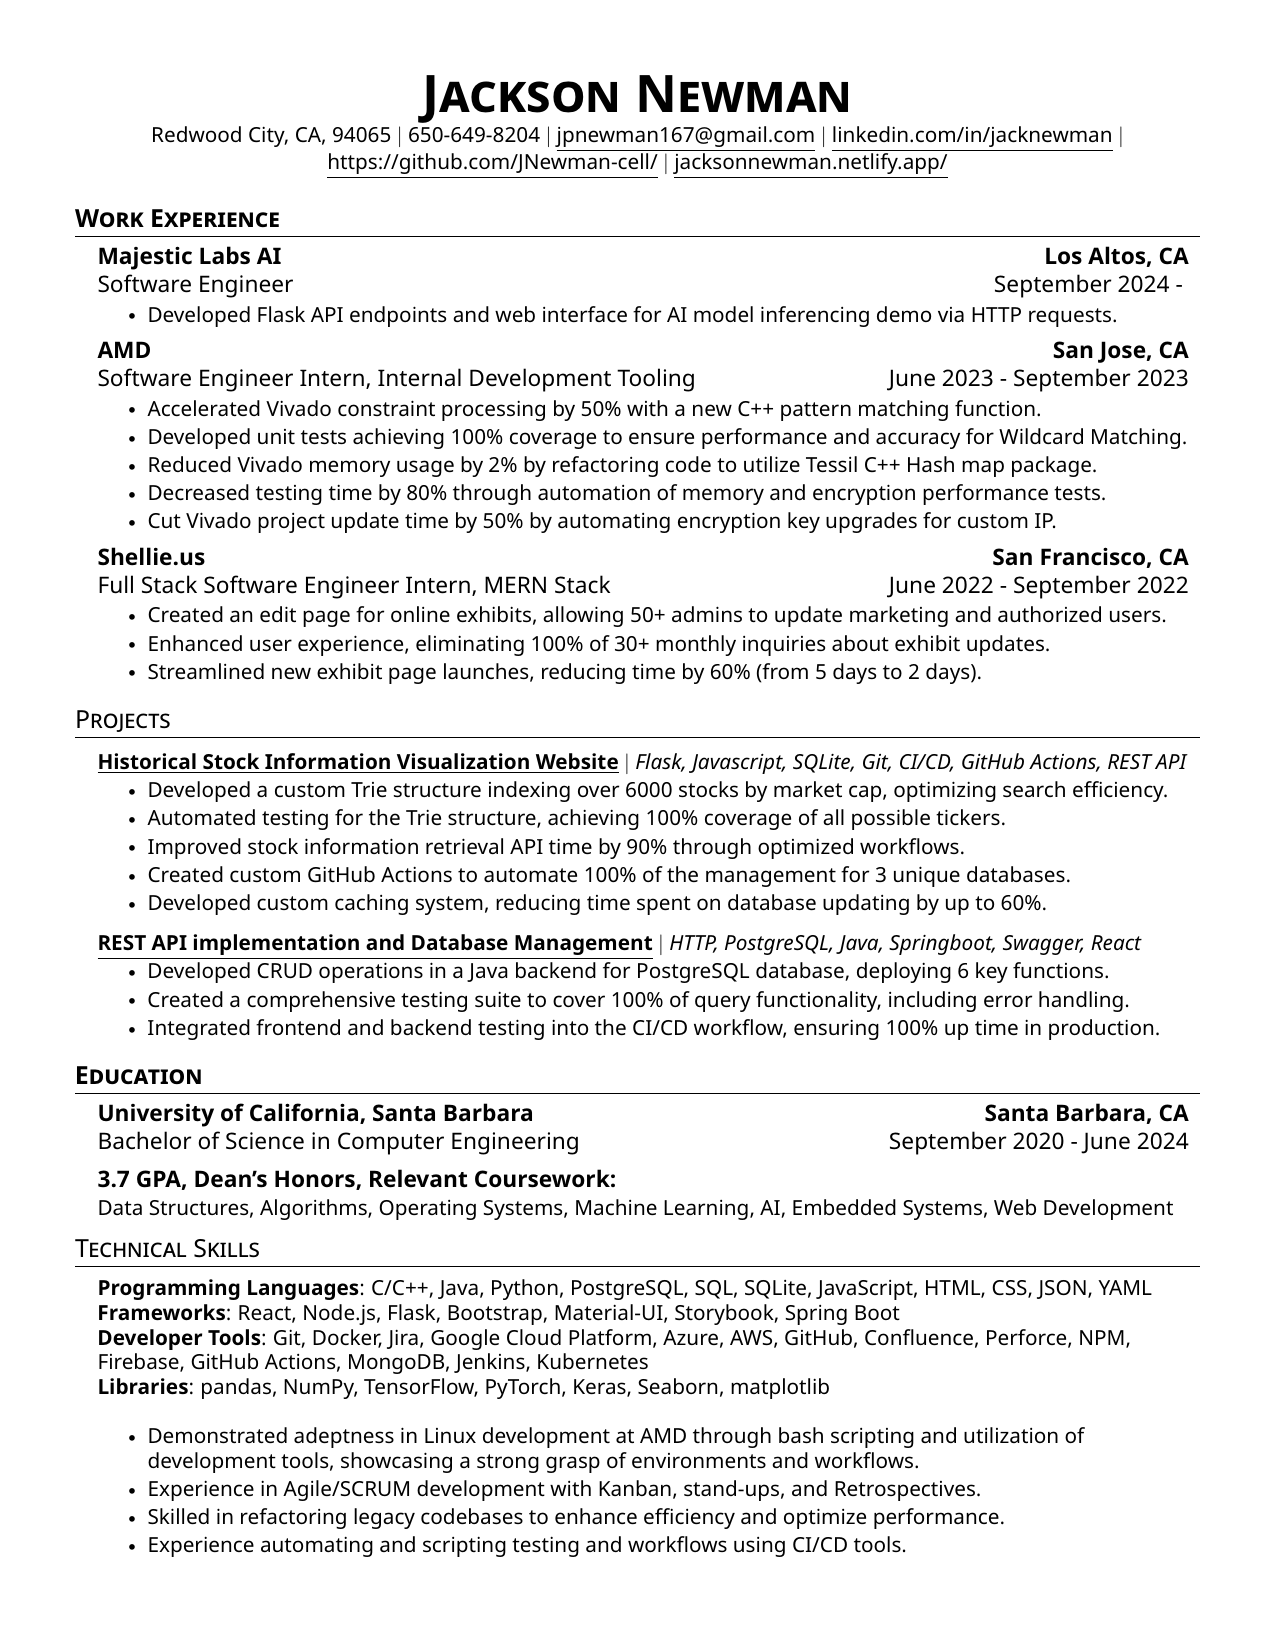 Jackson Newman
Redwood City, CA, 94065 | 650-649-8204 | jpnewman167@gmail.com | linkedin.com/in/jacknewman |
https://github.com/JNewman-cell/ | jacksonnewman.netlify.app/
Work Experience
Majestic Labs AI Los Altos, CA
Software Engineer September 2024 -
• Developed Flask API endpoints and web interface for AI model inferencing demo via HTTP requests.
AMD San Jose, CA
Software Engineer Intern, Internal Development Tooling June 2023 - September 2023
• Accelerated Vivado constraint processing by 50% with a new C++ pattern matching function.
• Developed unit tests achieving 100% coverage to ensure performance and accuracy for Wildcard Matching.
• Reduced Vivado memory usage by 2% by refactoring code to utilize Tessil C++ Hash map package.
• Decreased testing time by 80% through automation of memory and encryption performance tests.
• Cut Vivado project update time by 50% by automating encryption key upgrades for custom IP.
Shellie.us San Francisco, CA
Full Stack Software Engineer Intern, MERN Stack June 2022 - September 2022
• Created an edit page for online exhibits, allowing 50+ admins to update marketing and authorized users.
• Enhanced user experience, eliminating 100% of 30+ monthly inquiries about exhibit updates.
• Streamlined new exhibit page launches, reducing time by 60% (from 5 days to 2 days).
Projects
Historical Stock Information Visualization Website | Flask, Javascript, SQLite, Git, CI/CD, GitHub Actions, REST API
• Developed a custom Trie structure indexing over 6000 stocks by market cap, optimizing search efficiency.
• Automated testing for the Trie structure, achieving 100% coverage of all possible tickers.
• Improved stock information retrieval API time by 90% through optimized workflows.
• Created custom GitHub Actions to automate 100% of the management for 3 unique databases.
• Developed custom caching system, reducing time spent on database updating by up to 60%.
REST API implementation and Database Management | HTTP, PostgreSQL, Java, Springboot, Swagger, React
• Developed CRUD operations in a Java backend for PostgreSQL database, deploying 6 key functions.
• Created a comprehensive testing suite to cover 100% of query functionality, including error handling.
• Integrated frontend and backend testing into the CI/CD workflow, ensuring 100% up time in production.
Education
University of California, Santa Barbara Santa Barbara, CA
Bachelor of Science in Computer Engineering September 2020 - June 2024
3.7 GPA, Dean’s Honors, Relevant Coursework:
Data Structures, Algorithms, Operating Systems, Machine Learning, AI, Embedded Systems, Web Development
Technical Skills
Programming Languages: C/C++, Java, Python, PostgreSQL, SQL, SQLite, JavaScript, HTML, CSS, JSON, YAML
Frameworks: React, Node.js, Flask, Bootstrap, Material-UI, Storybook, Spring Boot
Developer Tools: Git, Docker, Jira, Google Cloud Platform, Azure, AWS, GitHub, Confluence, Perforce, NPM,
Firebase, GitHub Actions, MongoDB, Jenkins, Kubernetes
Libraries: pandas, NumPy, TensorFlow, PyTorch, Keras, Seaborn, matplotlib
• Demonstrated adeptness in Linux development at AMD through bash scripting and utilization of
development tools, showcasing a strong grasp of environments and workflows.
• Experience in Agile/SCRUM development with Kanban, stand-ups, and Retrospectives.
• Skilled in refactoring legacy codebases to enhance efficiency and optimize performance.
• Experience automating and scripting testing and workflows using CI/CD tools.